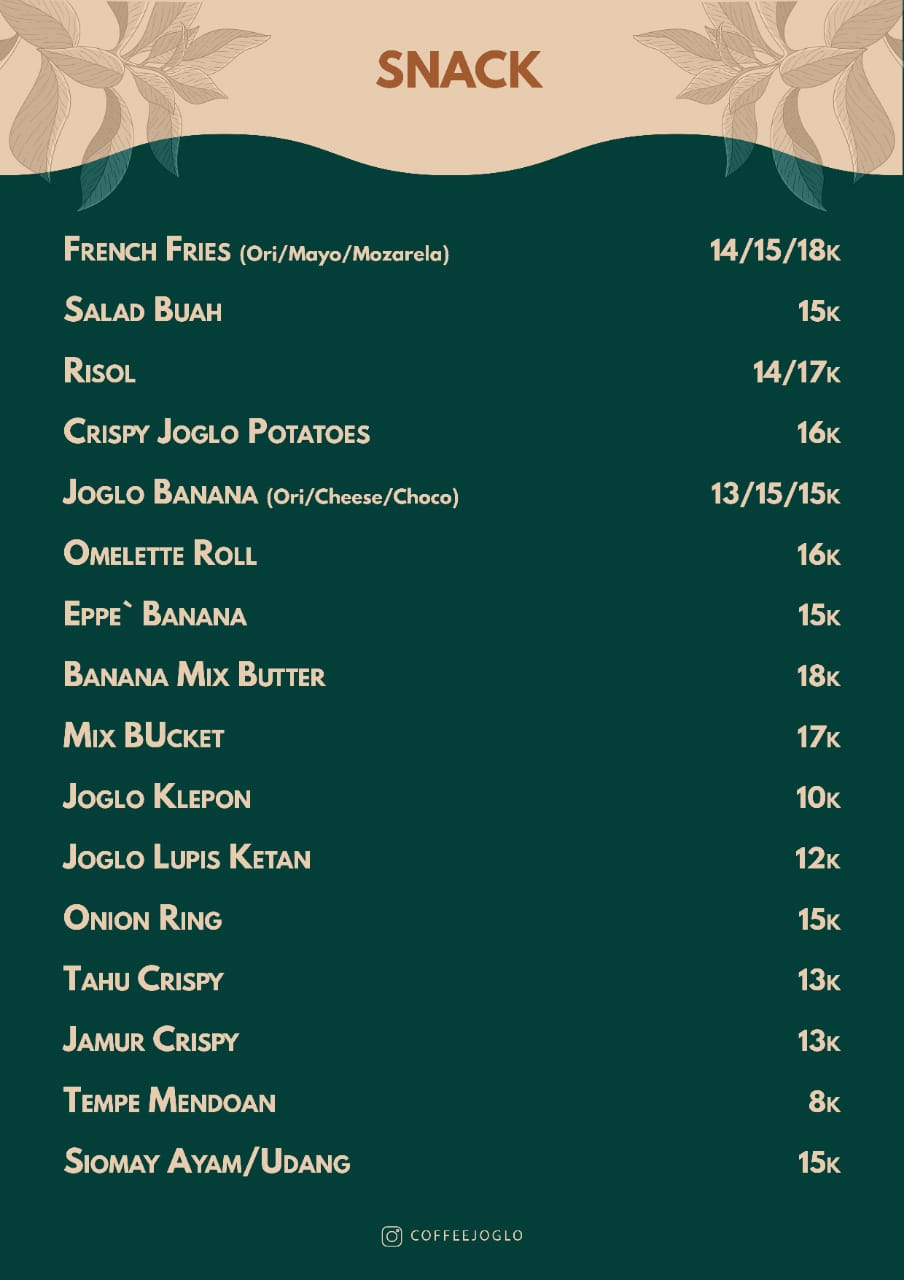 SNACK
French Fries (Ori/Mayo/Mozarela) 14/15/18K
Salad Buah 15K
Risol 14/17K
Crispy Joglo Potatoes 16K
Joglo Banana (Ori/Cheese/Choco) 13/15/15K
Omelette Roll 16K
Eppe` Banana 15K
Banana Mix Butter 18K
Mix BUcket 17K
Joglo Klepon 10K
Joglo Lupis Ketan 12K
Onion Ring 15K
Tahu Crispy 13K
Jamur Crispy 13K
Tempe Mendoan 8K
Siomay Ayam/Udang 15K
COFFEEJOGLO